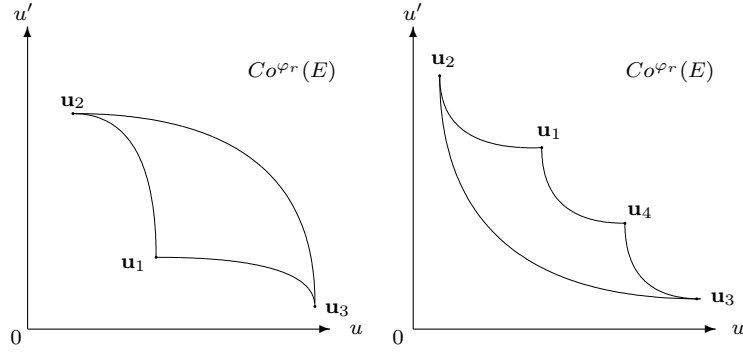 u′
Co^{φ_r}(E)
u₂
u₁
u₃
0
u
u′
Co^{φ_r}(E)
u₂
u₁
u₄
u₃
0
u